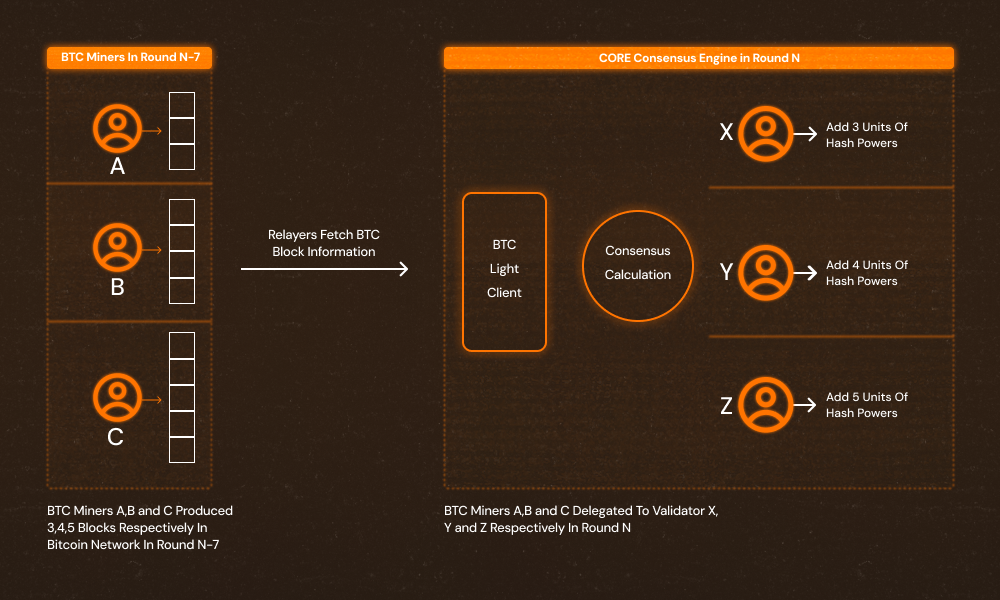 BTC Miners In Round N-7
A
B
C
BTC Miners A,B and C Produced
3,4,5 Blocks Respectively In
Bitcoin Network In Round N-7
Relayers Fetch BTC
Block Information
CORE Consensus Engine in Round N
BTC
Light
Client
Consensus
Calculation
X
Add 3 Units Of
Hash Powers
Y
Add 4 Units Of
Hash Powers
Z
Add 5 Units Of
Hash Powers
BTC Miners A,B and C Delegated To Validator X,
Y and Z Respectively In Round N